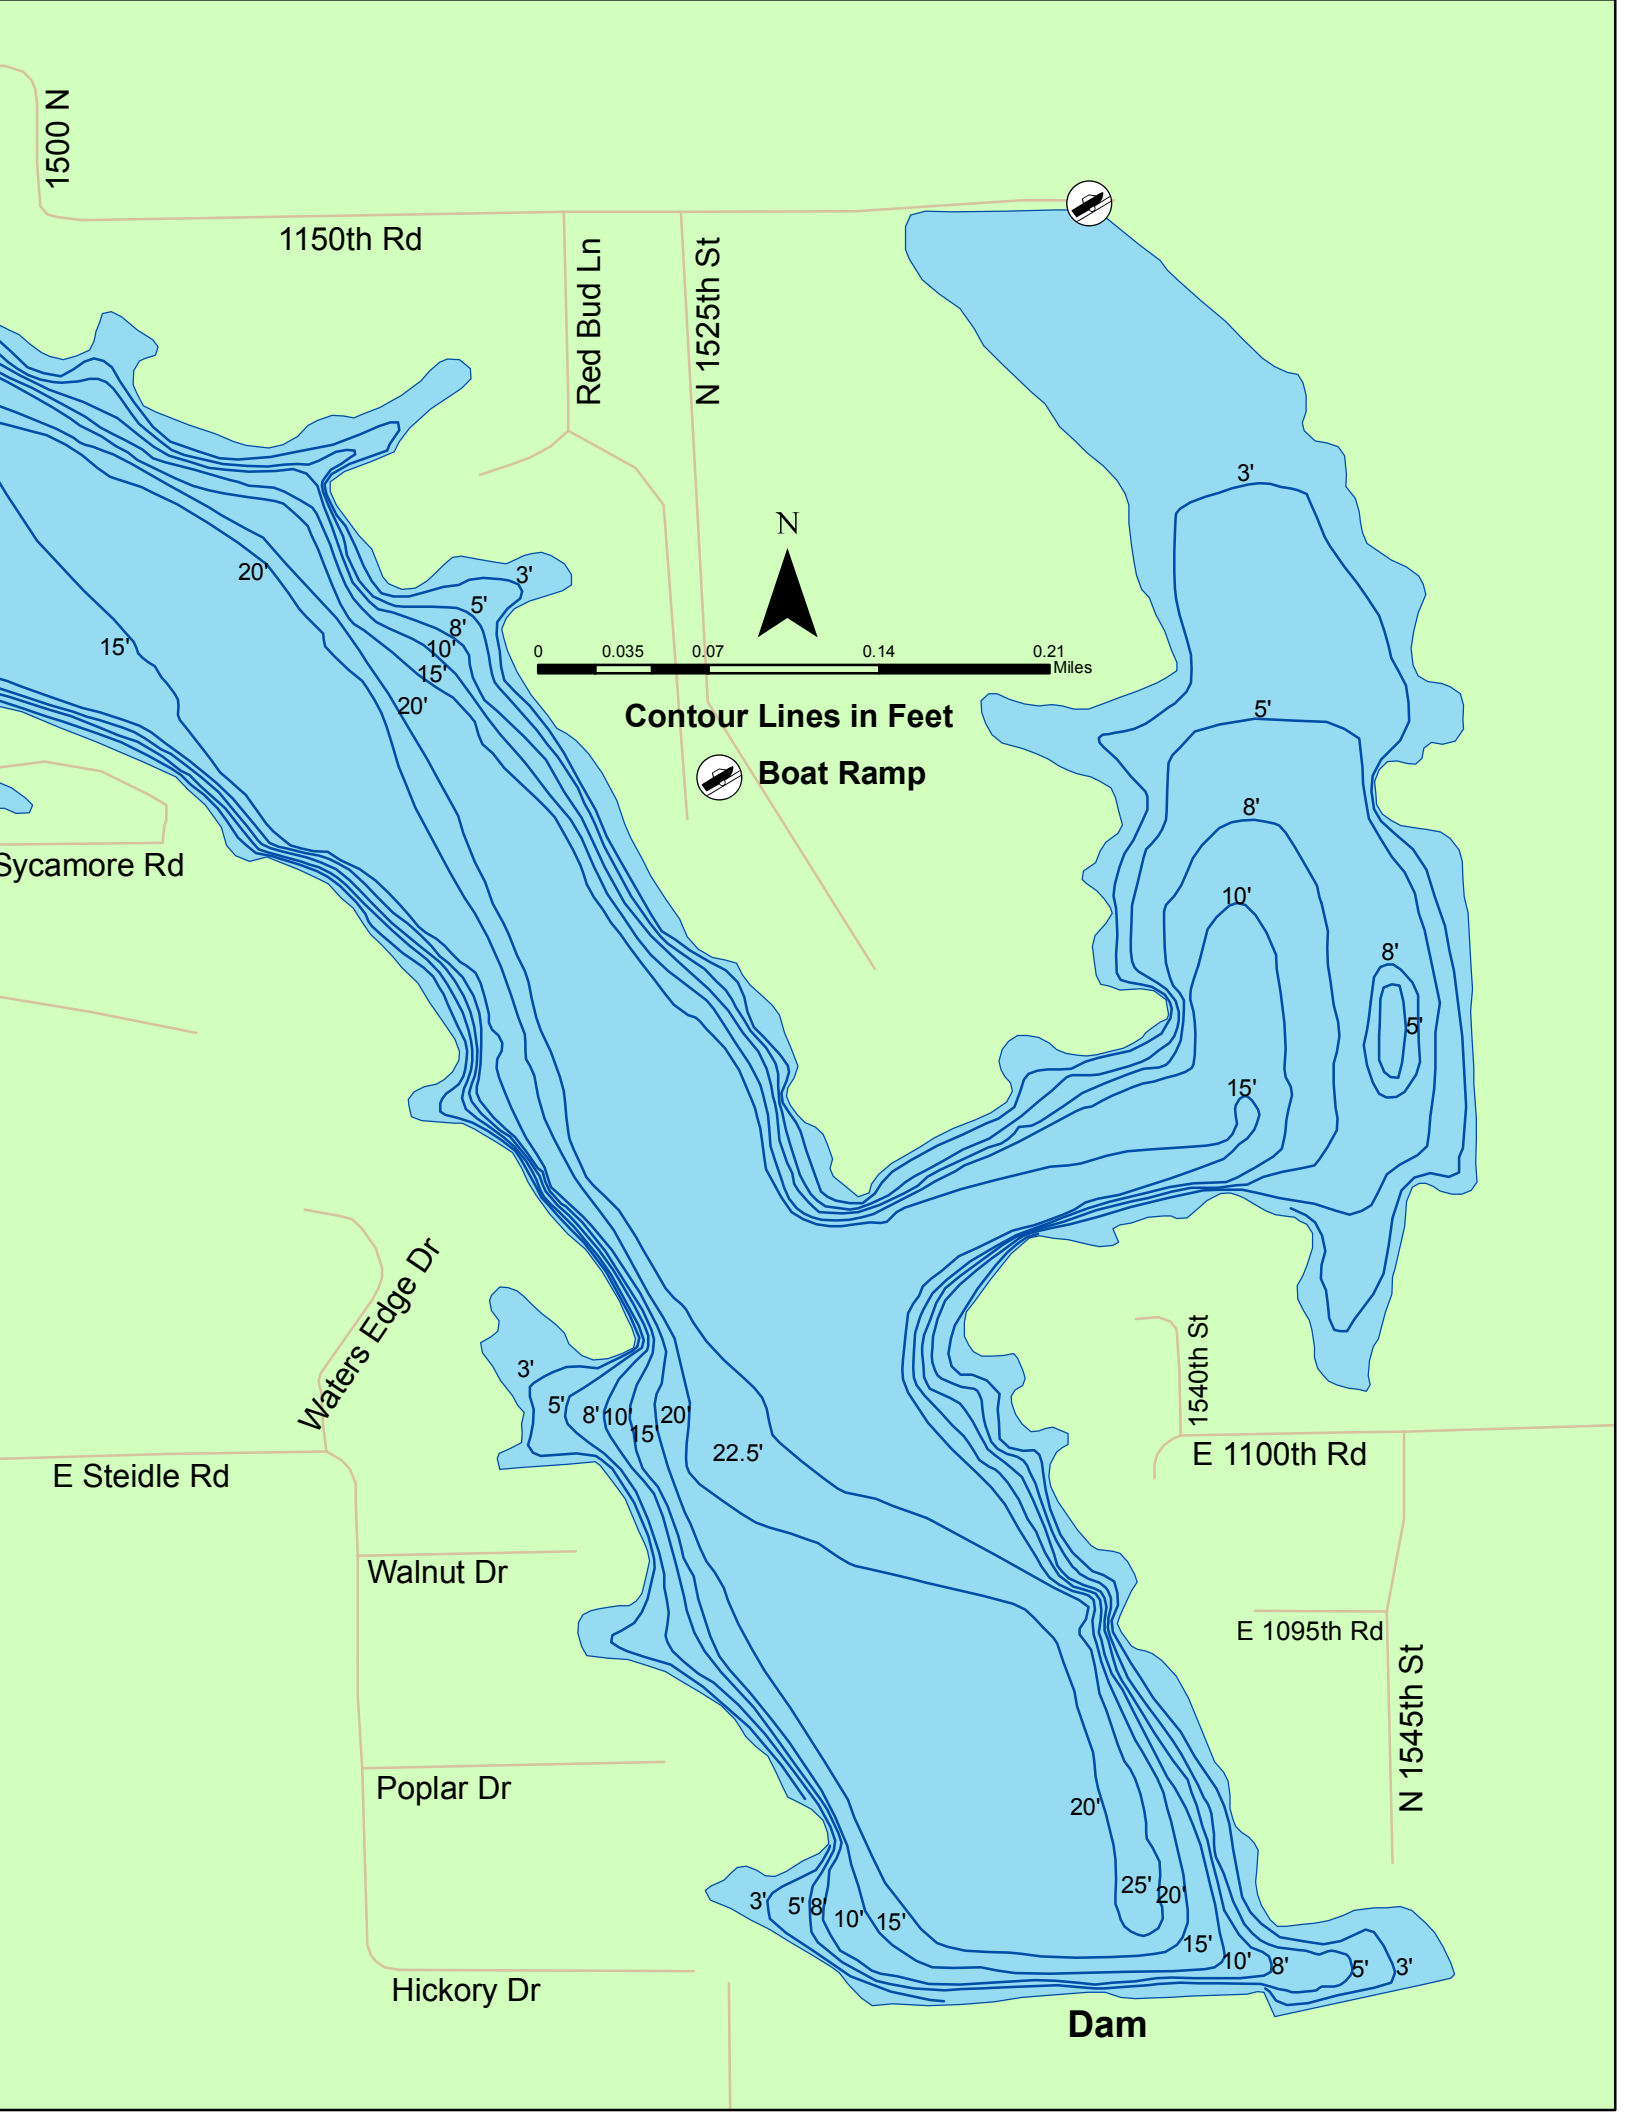 1500 N
1150th Rd
Red Bud Ln
N 1525th St
3'
N
20'
3'
5'
8'
10'
15'
20'
15'
0 0.035 0.07 0.14 0.21
Miles
Contour Lines in Feet
Boat Ramp
5'
8'
Sycamore Rd
10'
8'
5'
15'
Waters Edge Dr
3'
5'
8'
10'
15'
20'
22.5'
1540th St
E 1100th Rd
E Steidle Rd
Walnut Dr
E 1095th Rd
N 1545th St
Poplar Dr
20'
25'
20'
3'
5'
8'
10'
15'
15'
10'
8'
5'
3'
Hickory Dr
Dam